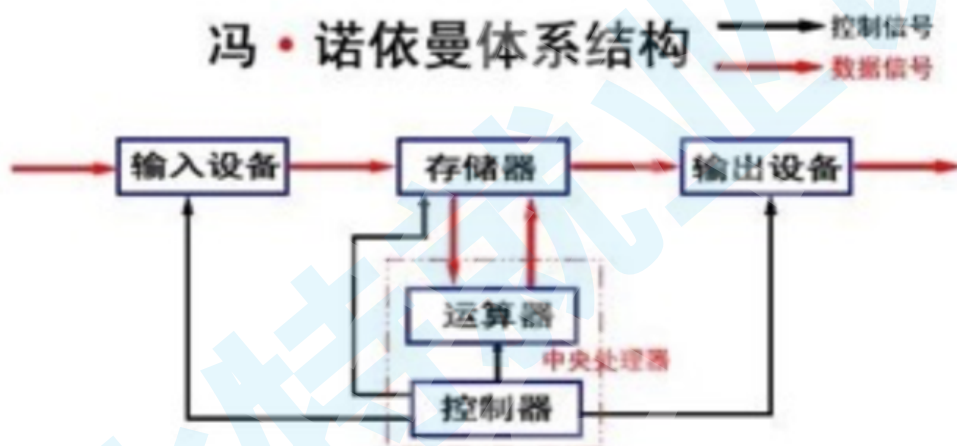 冯·诺依曼体系结构
控制信号
数据信号
输入设备
存储器
输出设备
运算器
中央处理器
控制器